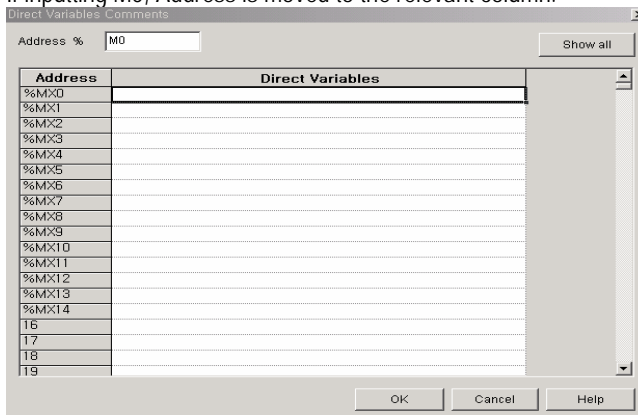 If inputting M0, Address is moved to the relevant column.
Direct Variables Comments
Address % M0 Show all
Address Direct Variables
%MX0
%MX1
%MX2
%MX3
%MX4
%MX5
%MX6
%MX7
%MX8
%MX9
%MX10
%MX11
%MX12
%MX13
%MX14
16
17
18
19
OK Cancel Help